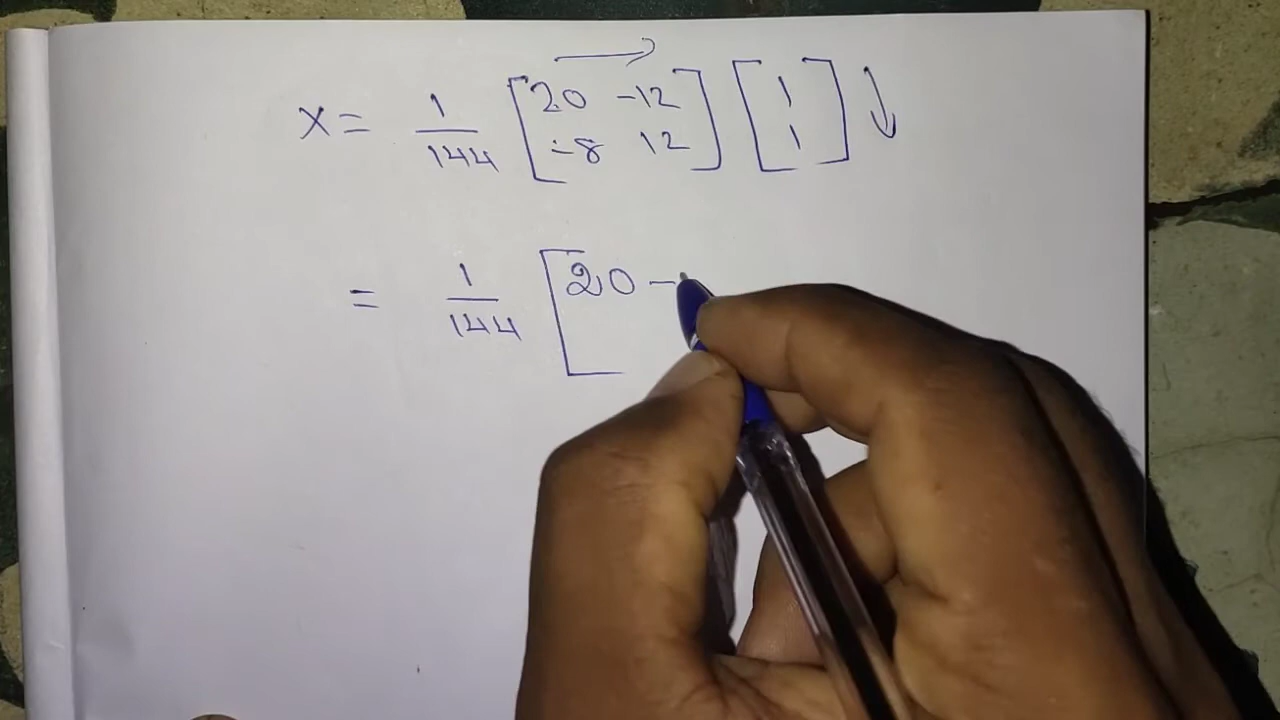 X = 1/144 [20 -12; -8 12] [1; 1] ↓
= 1/144 [20 -